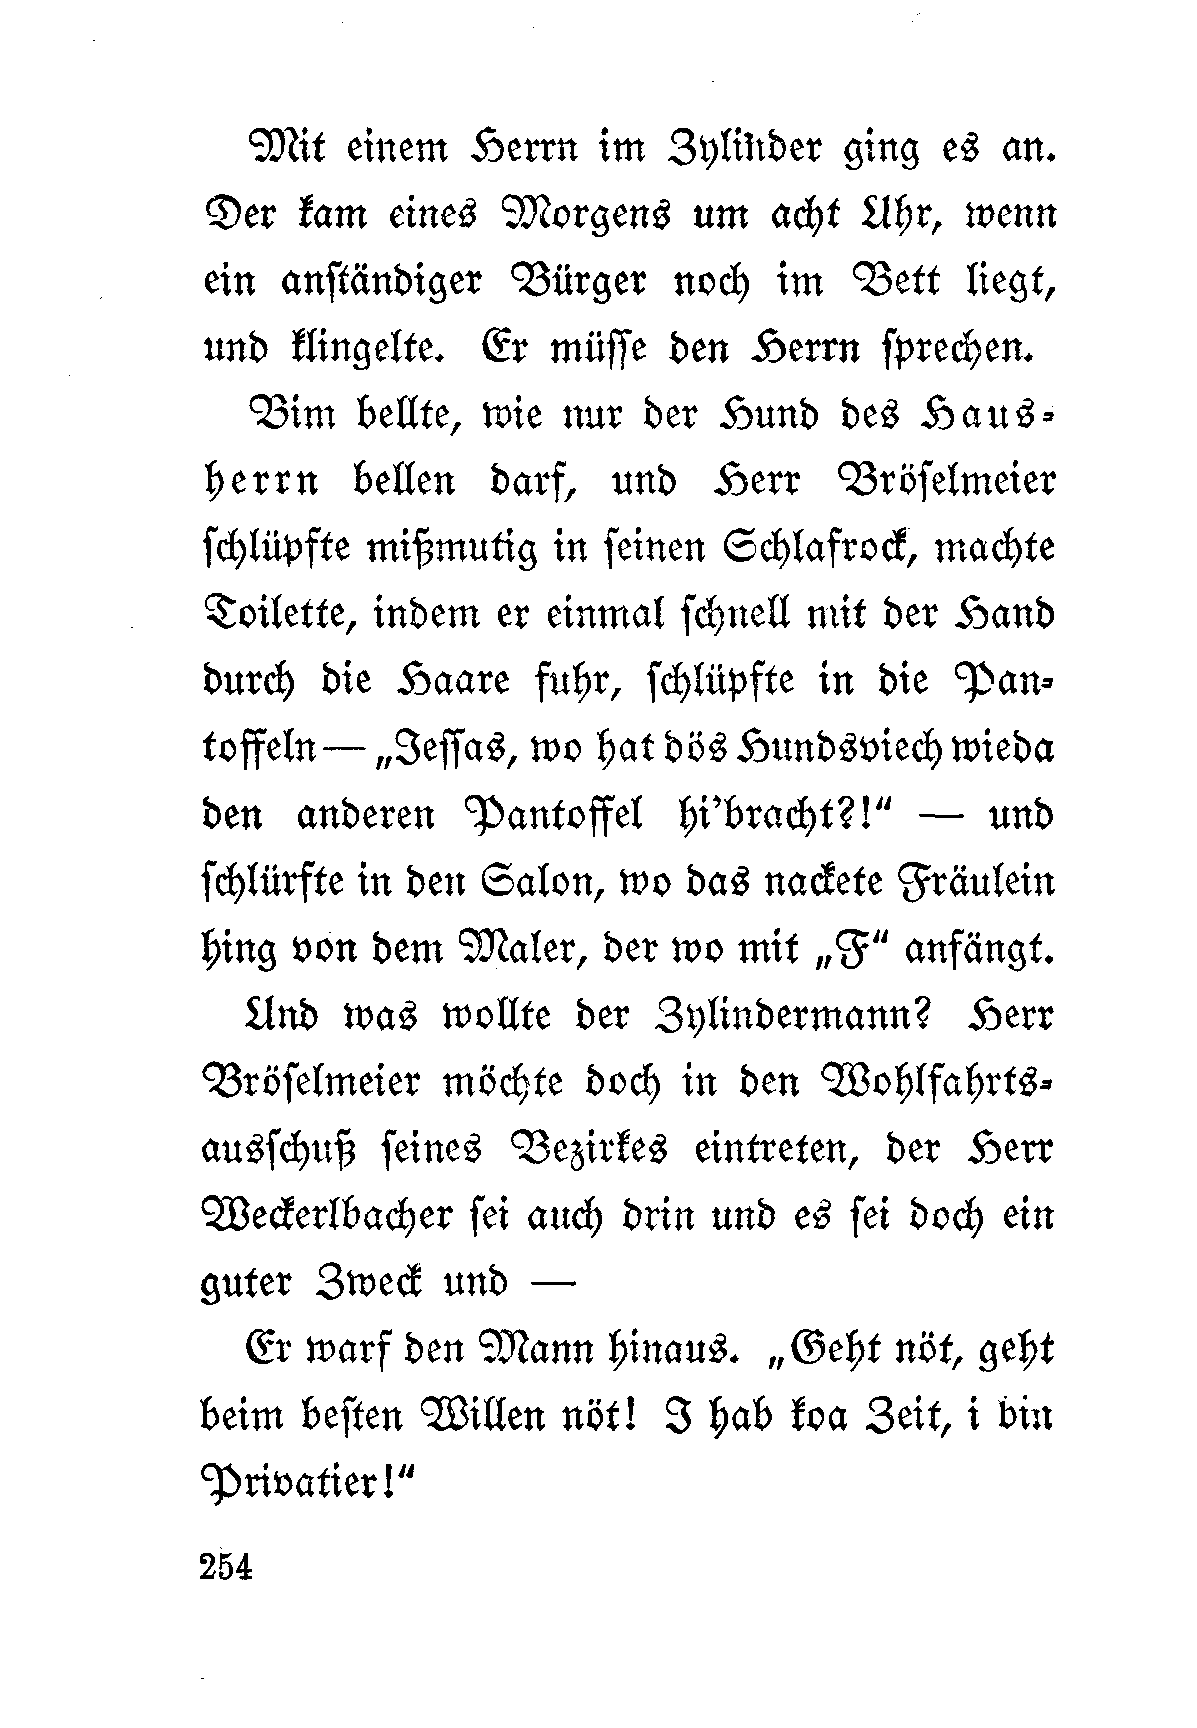 Mit einem Herrn im Zylinder ging es an.
Der kam eines Morgens um acht Uhr, wenn
ein anſtändiger Bürger noch im Bett liegt,
und klingelte. Er müſſe den Herrn ſprechen.
Bim bellte, wie nur der Hund des Haus-
herrn bellen darf, und Herr Bröſelmeier
ſchlüpfte mißmutig in ſeinen Schlafrock, machte
Toilette, indem er einmal ſchnell mit der Hand
durch die Haare fuhr, ſchlüpfte in die Pan-
toffeln — „Jeſſas, wo hat dös Hundsviech wieda
den anderen Pantoffel hi’bracht?!“ — und
ſchlürfte in den Salon, wo das nackete Fräulein
hing von dem Maler, der wo mit „F“ anfängt.
Und was wollte der Zylindermann? Herr
Bröſelmeier möchte doch in den Wohlfahrts-
ausſchuß ſeines Bezirkes eintreten, der Herr
Weckerlbacher ſei auch drin und es ſei doch ein
guter Zweck und —
Er warf den Mann hinaus. „Geht nöt, geht
beim beſten Willen nöt! I hab koa Zeit, i bin
Privatier!“
254